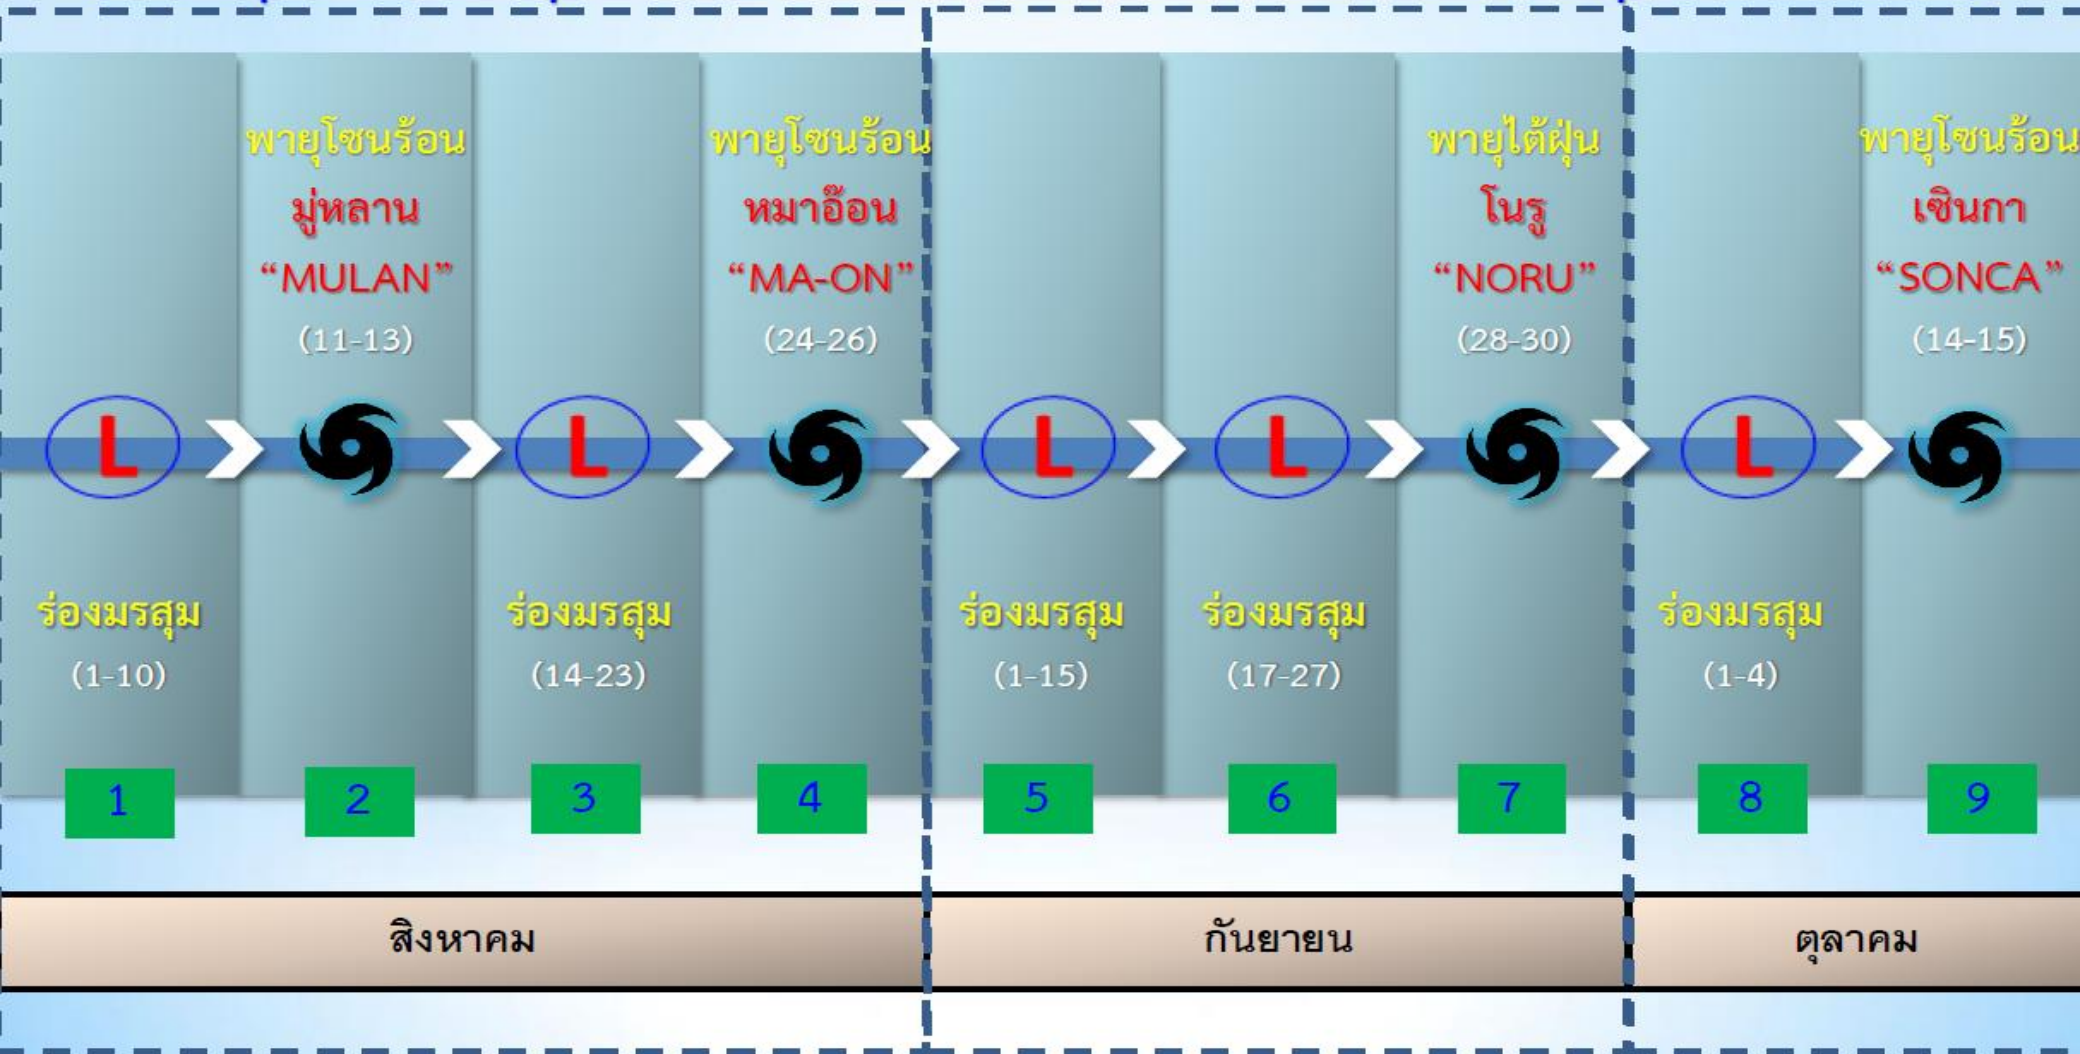 L
ร่องมรสุม
(1-10)
1
พายุโซนร้อน
มู่หลาน
“MULAN”
(11-13)
2
L
ร่องมรสุม
(14-23)
3
พายุโซนร้อน
หมาอ๊อน
“MA-ON”
(24-26)
4
L
ร่องมรสุม
(1-15)
5
L
ร่องมรสุม
(17-27)
6
พายุไต้ฝุ่น
โนรู
“NORU”
(28-30)
7
L
ร่องมรสุม
(1-4)
8
พายุโซนร้อน
เซินกา
“SONCA”
(14-15)
9
สิงหาคม
กันยายน
ตุลาคม